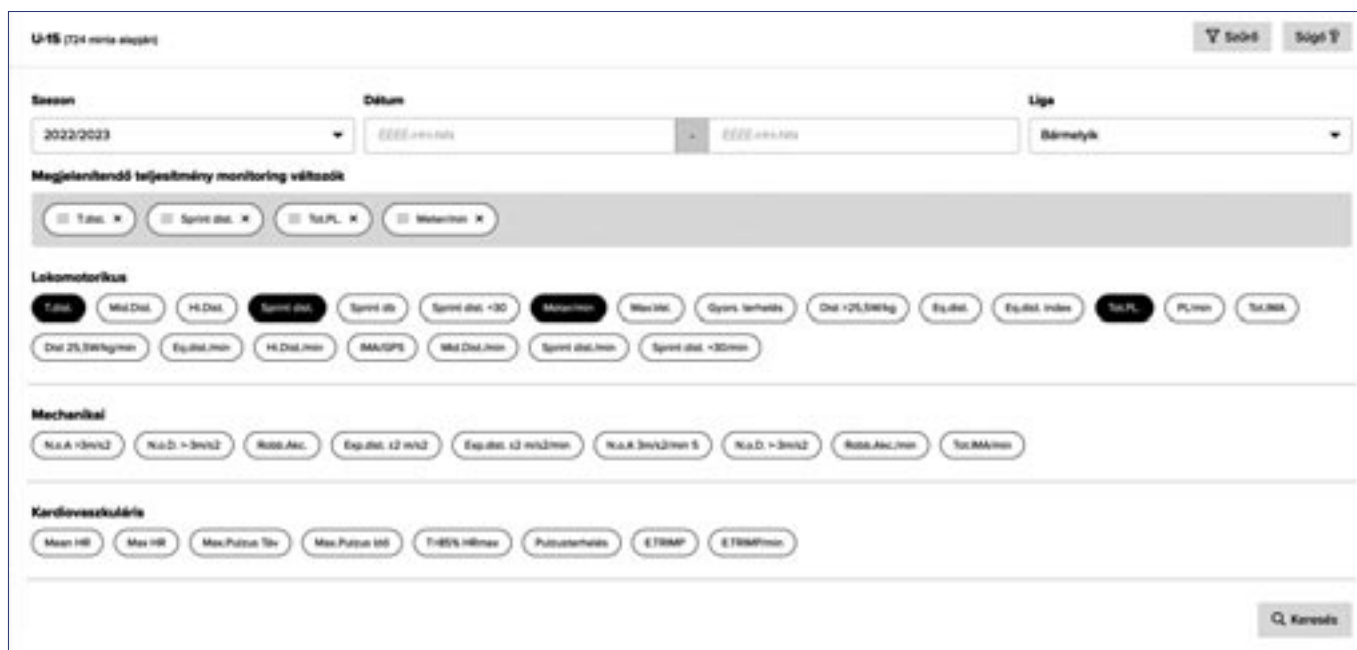 U-15 (724 minta alapján)
Szűrő
Súgó
Szezon
Dátum
Liga
2022/2023
ÉÉÉÉ-HH-NN
-
ÉÉÉÉ-HH-NN
Bármelyik
Megjelenítendő teljesítmény monitoring változók
T.dist. ×
Sprint dist. ×
Tot.PL. ×
Meter/min ×
Lokomotorikus
T.dist. Mid.Dist. HI.Dist. Sprint dist. Sprint db Sprint dist. <30 Meter/min Max.Vel. Gyors. terhelés Dist >25,5W/kg Eq.dist. Eq.dist. index Tot.PL. PL/min Tot.IMA
Dist 25,5W/kg/min Eq.dist./min HI.Dist./min IMA/GPS Mid.Dist./min Sprint dist./min Sprint dist. <30/min
Mechanikai
N.o.A >3m/s2 N.o.D. >-3m/s2 Robb.Akc. Exp.dist. ±2 m/s2 Exp.dist. ±2 m/s2/min N.o.A 3m/s2/min S N.o.D. >-3m/s2 Robb.Akc./min Tot.IMA/min
Kardiovaszkuláris
Mean HR Max HR Max.Pulzus Táv Max.Pulzus Idő T>85% HRmax Pulzusterhelés E.TRIMP E.TRIMP/min
Keresés